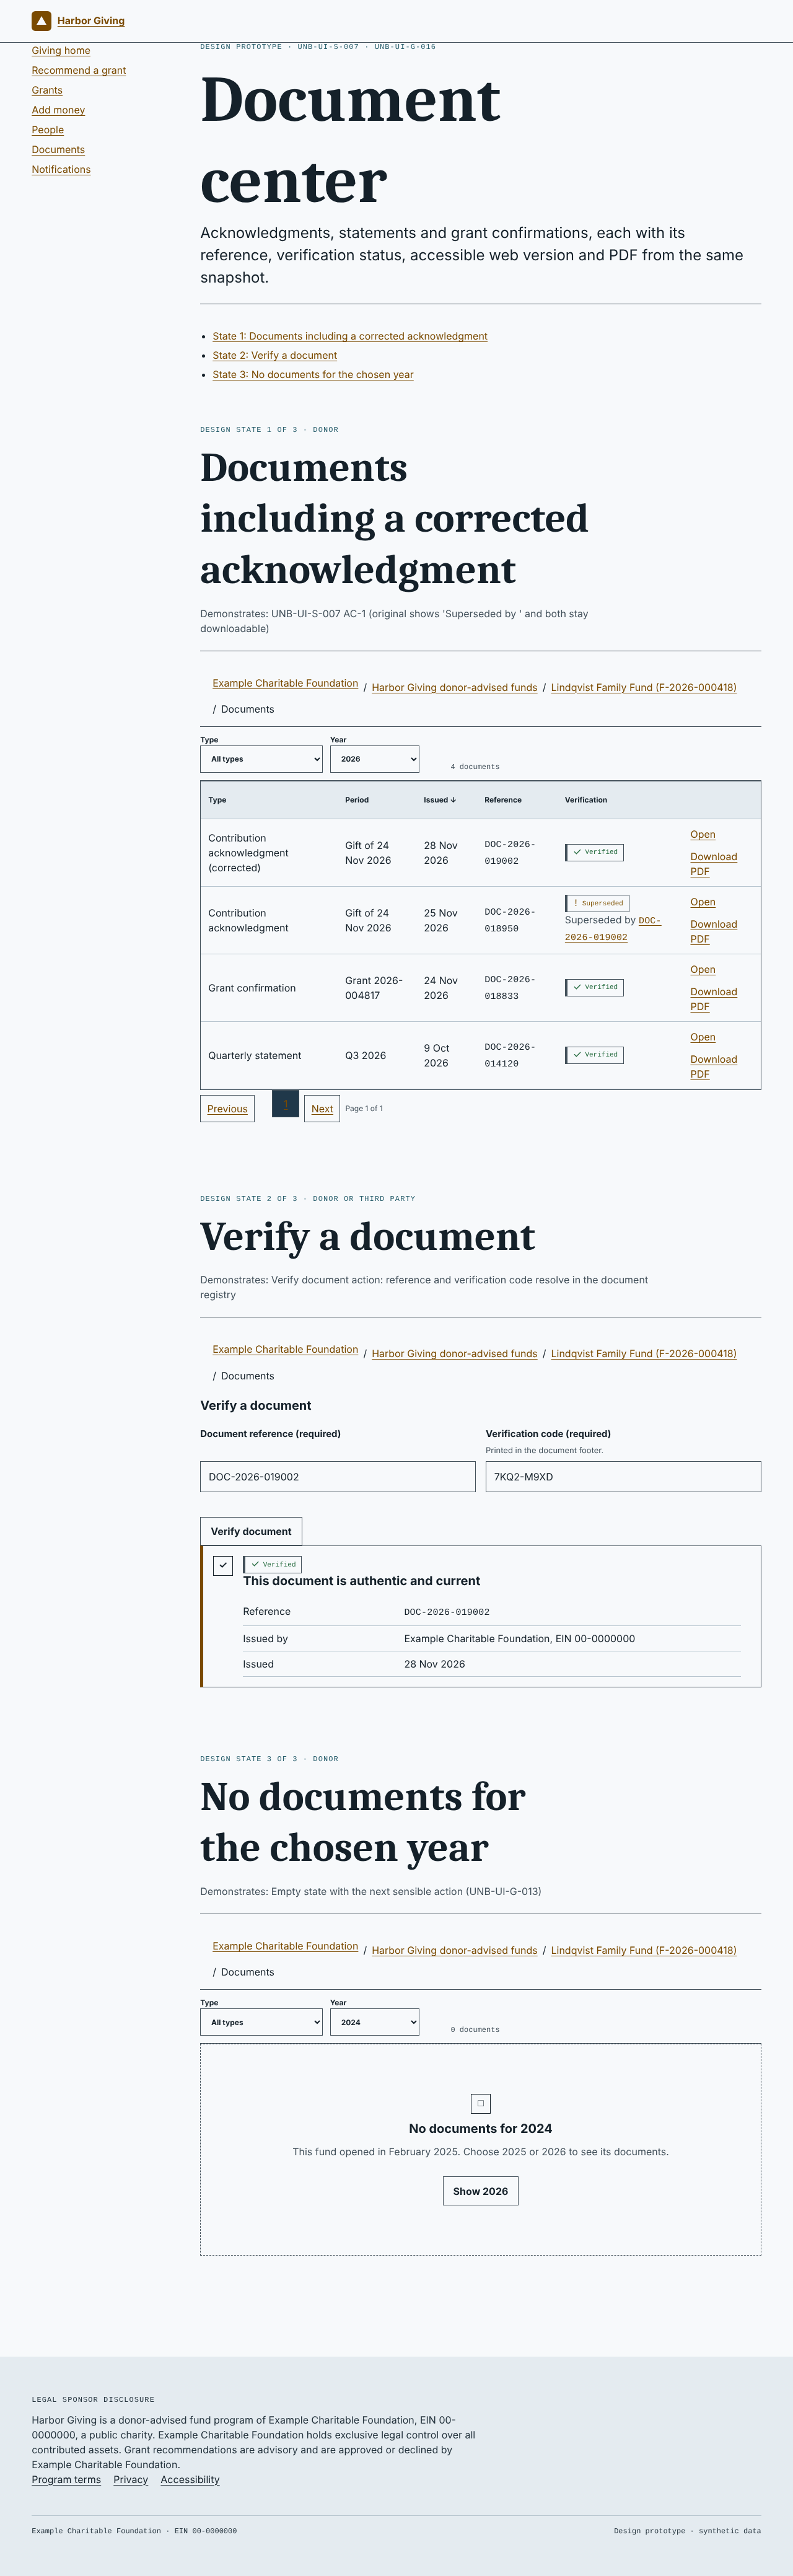 Harbor Giving
Giving home
Recommend a grant
Grants
Add money
People
Documents
Notifications
DESIGN PROTOTYPE · UNB-UI-S-007 · UNB-UI-G-016
Document
center
Acknowledgments, statements and grant confirmations, each with its
reference, verification status, accessible web version and PDF from the same
snapshot.
State 1: Documents including a corrected acknowledgment
State 2: Verify a document
State 3: No documents for the chosen year
DESIGN STATE 1 OF 3 · DONOR
Documents
including a corrected
acknowledgment
Demonstrates: UNB-UI-S-007 AC-1 (original shows 'Superseded by ' and both stay
downloadable)
Example Charitable Foundation / Harbor Giving donor-advised funds / Lindqvist Family Fund (F-2026-000418)
/ Documents
Type Year
All types 2026 4 documents
Type Period Issued ↓ Reference Verification
Contribution
acknowledgment
(corrected)
Gift of 24
Nov 2026
28 Nov
2026
DOC-2026-
019002
✓ Verified
Open
Download
PDF
Contribution
acknowledgment
Gift of 24
Nov 2026
25 Nov
2026
DOC-2026-
018950
! Superseded
Superseded by DOC-
2026-019002
Open
Download
PDF
Grant confirmation
Grant 2026-
004817
24 Nov
2026
DOC-2026-
018833
✓ Verified
Open
Download
PDF
Quarterly statement
Q3 2026
9 Oct
2026
DOC-2026-
014120
✓ Verified
Open
Download
PDF
Previous 1 Next Page 1 of 1
DESIGN STATE 2 OF 3 · DONOR OR THIRD PARTY
Verify a document
Demonstrates: Verify document action: reference and verification code resolve in the document
registry
Example Charitable Foundation / Harbor Giving donor-advised funds / Lindqvist Family Fund (F-2026-000418)
/ Documents
Verify a document
Document reference (required)
DOC-2026-019002
Verification code (required)
Printed in the document footer.
7KQ2-M9XD
Verify document
✓ Verified
This document is authentic and current
Reference DOC-2026-019002
Issued by Example Charitable Foundation, EIN 00-0000000
Issued 28 Nov 2026
DESIGN STATE 3 OF 3 · DONOR
No documents for
the chosen year
Demonstrates: Empty state with the next sensible action (UNB-UI-G-013)
Example Charitable Foundation / Harbor Giving donor-advised funds / Lindqvist Family Fund (F-2026-000418)
/ Documents
Type Year
All types 2024 0 documents
No documents for 2024
This fund opened in February 2025. Choose 2025 or 2026 to see its documents.
Show 2026
LEGAL SPONSOR DISCLOSURE
Harbor Giving is a donor-advised fund program of Example Charitable Foundation, EIN 00-
0000000, a public charity. Example Charitable Foundation holds exclusive legal control over all
contributed assets. Grant recommendations are advisory and are approved or declined by
Example Charitable Foundation.
Program terms Privacy Accessibility
Example Charitable Foundation · EIN 00-0000000
Design prototype · synthetic data